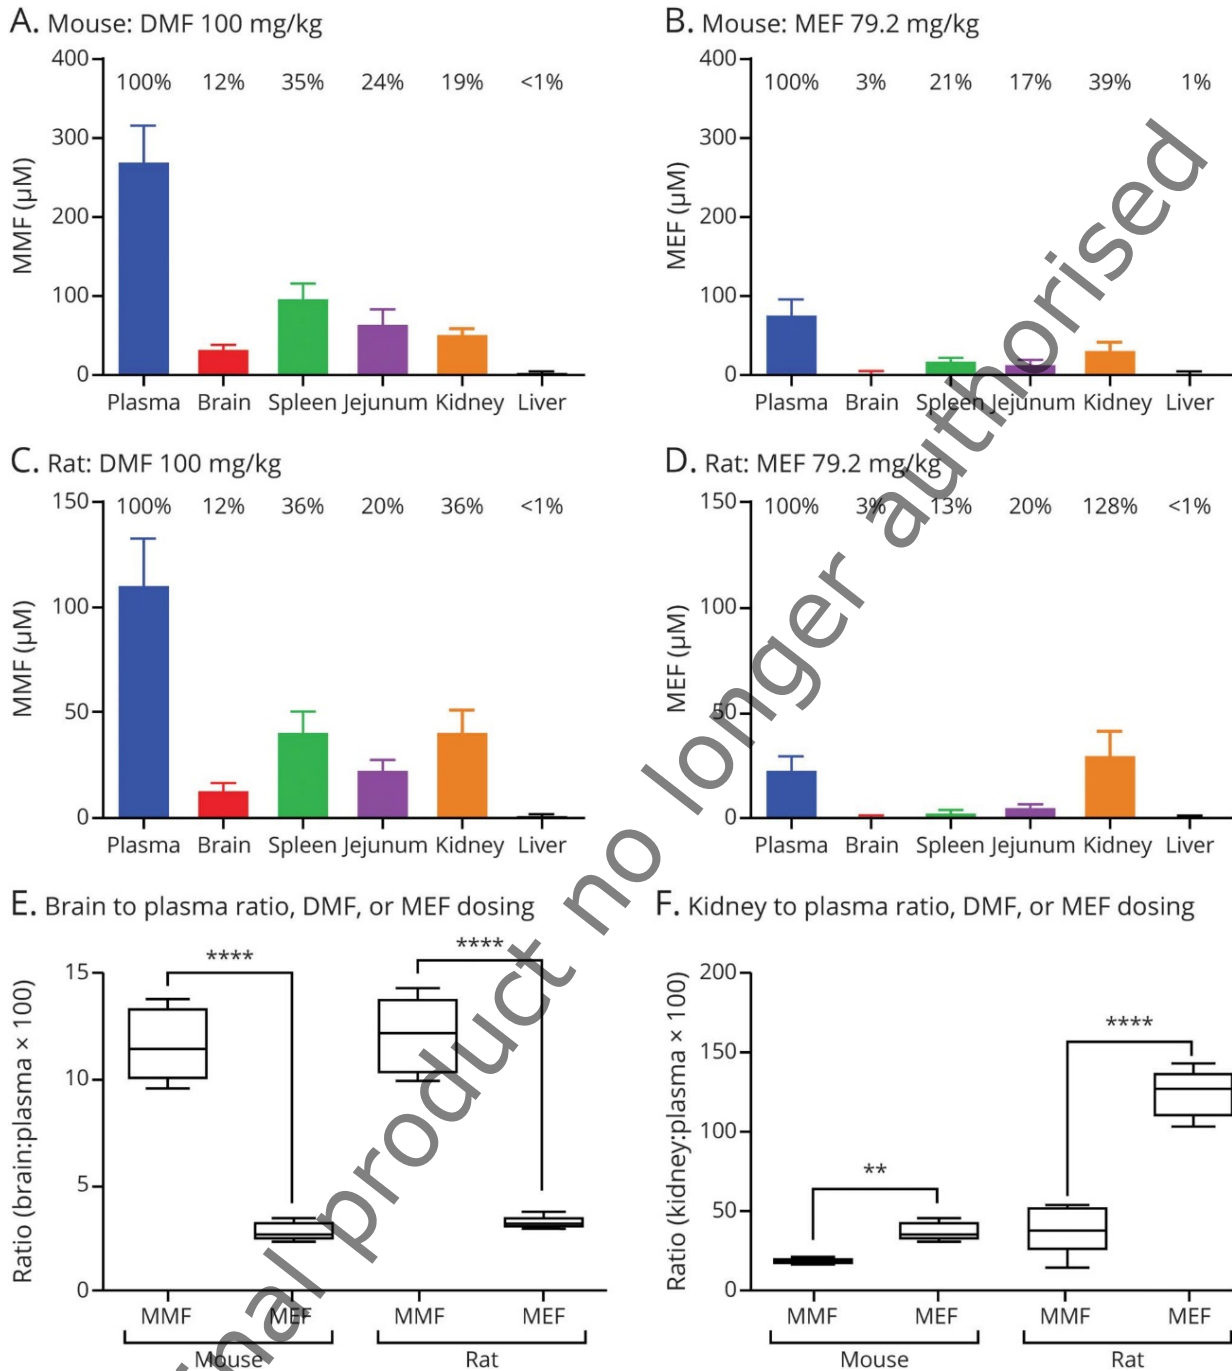 A. Mouse: DMF 100 mg/kg
400
300
200
100
0
MMF (µM)
100% 12% 35% 24% 19% <1%
Plasma Brain Spleen Jejunum Kidney Liver
B. Mouse: MEF 79.2 mg/kg
400
300
200
100
0
MEF (µM)
100% 3% 21% 17% 39% 1%
Plasma Brain Spleen Jejunum Kidney Liver
C. Rat: DMF 100 mg/kg
150
100
50
0
MMF (µM)
100% 12% 36% 20% 36% <1%
Plasma Brain Spleen Jejunum Kidney Liver
D. Rat: MEF 79.2 mg/kg
150
100
50
0
MEF (µM)
100% 3% 13% 20% 128% <1%
Plasma Brain Spleen Jejunum Kidney Liver
E. Brain to plasma ratio, DMF, or MEF dosing
15
10
5
0
Ratio (brain:plasma × 100)
**** ****
MMF MEF MMF MEF
Mouse Rat
F. Kidney to plasma ratio, DMF, or MEF dosing
200
150
100
50
0
Ratio (kidney:plasma × 100)
** ****
MMF MEF MMF MEF
Mouse Rat
product no longer authorised